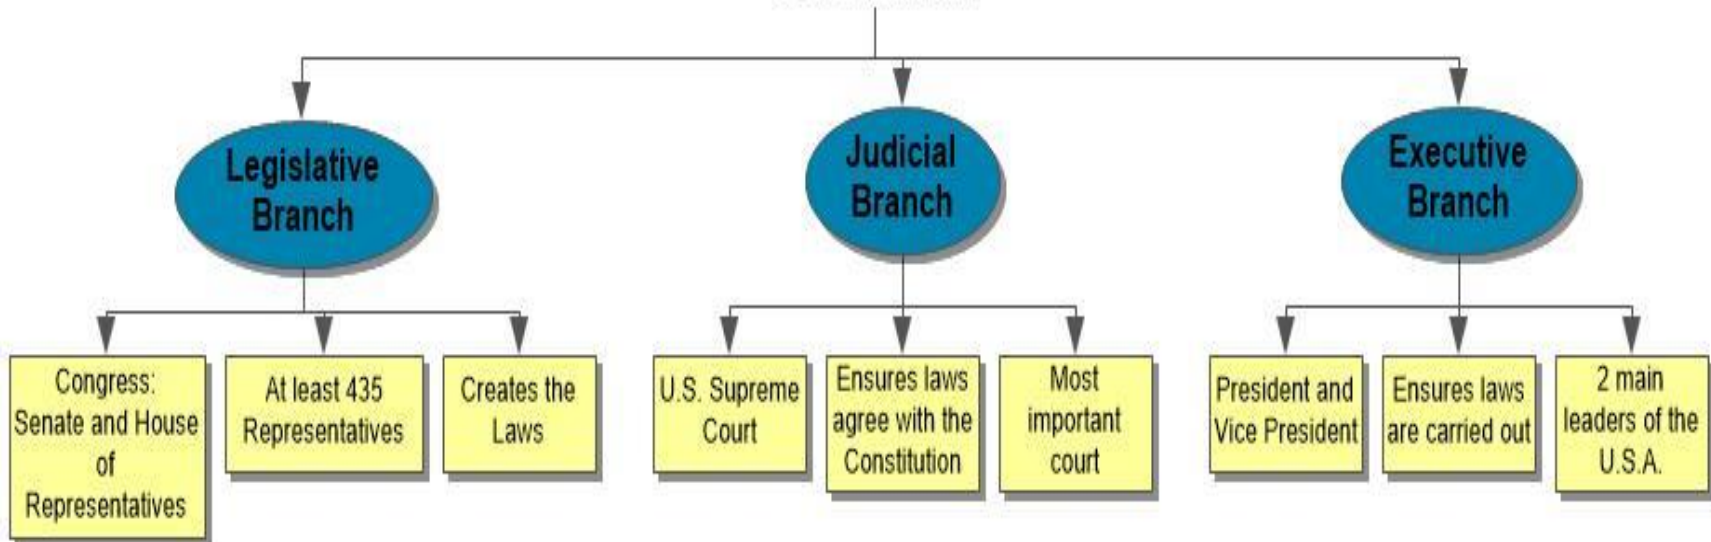 Legislative
Branch
Judicial
Branch
Executive
Branch
Congress:
Senate and House
of
Representatives
At least 435
Representatives
Creates the
Laws
U.S. Supreme
Court
Ensures laws
agree with the
Constitution
Most
important
court
President and
Vice President
Ensures laws
are carried out
2 main
leaders of the
U.S.A.